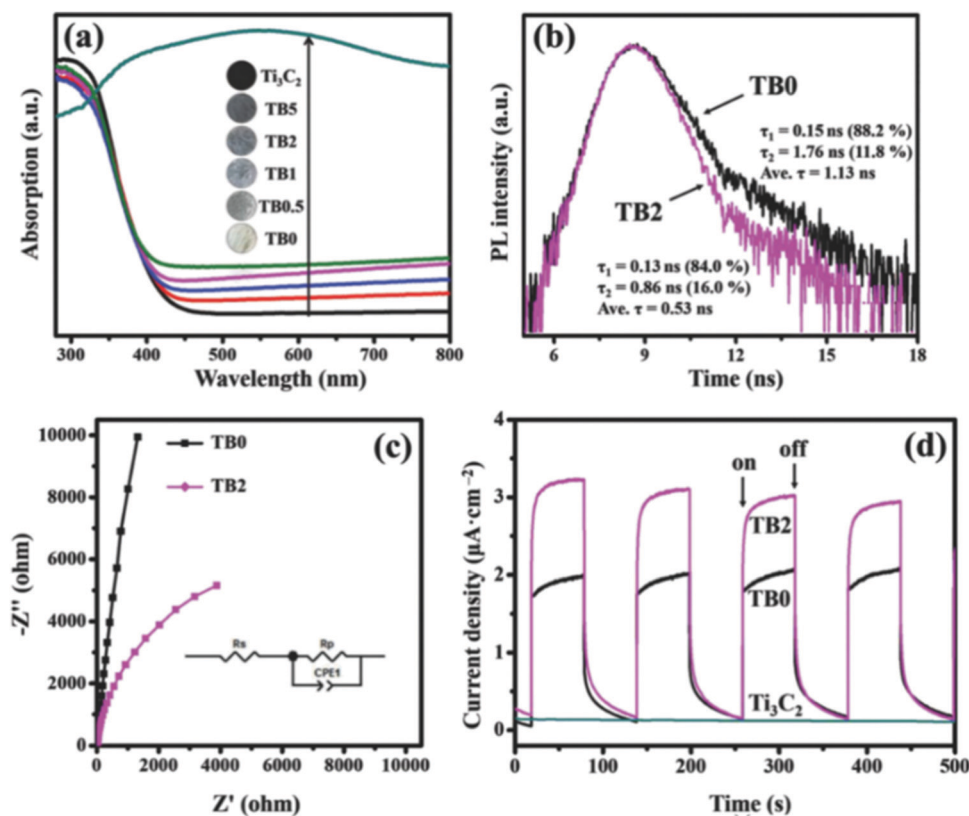 (a)
Absorption (a.u.)
Ti₃C₂
TB5
TB2
TB1
TB0.5
TB0
300 400 500 600 700 800
Wavelength (nm)
(b)
PL intensity (a.u.)
TB0
τ₁ = 0.15 ns (88.2 %)
τ₂ = 1.76 ns (11.8 %)
Ave. τ = 1.13 ns
TB2
τ₁ = 0.13 ns (84.0 %)
τ₂ = 0.86 ns (16.0 %)
Ave. τ = 0.53 ns
6 9 12 15 18
Time (ns)
(c)
-Z'' (ohm)
10000
8000
6000
4000
2000
0
TB0
TB2
Rs Rp
CPE1
0 2000 4000 6000 8000 10000
Z' (ohm)
(d)
Current density (μA·cm⁻²)
4
3
2
1
0
on off
TB2
TB0
Ti₃C₂
0 100 200 300 400 500
Time (s)